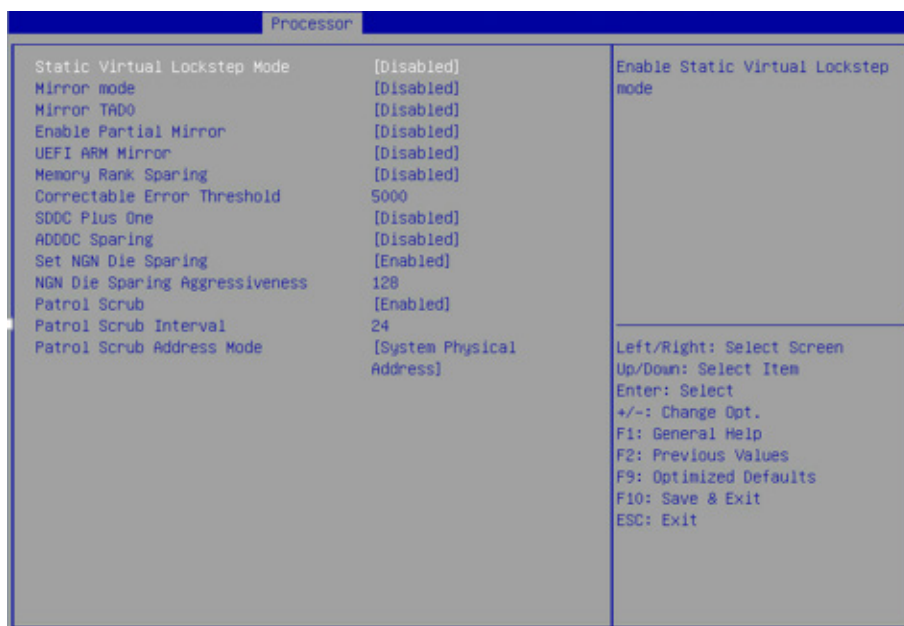 Processor
Static Virtual Lockstep Mode [Disabled]
Mirror mode [Disabled]
Mirror TAD0 [Disabled]
Enable Partial Mirror [Disabled]
UEFI ARM Mirror [Disabled]
Memory Rank Sparing [Disabled]
Correctable Error Threshold 5000
SDDC Plus One [Disabled]
ADDDC Sparing [Disabled]
Set NGN Die Sparing [Enabled]
NGN Die Sparing Aggressiveness 128
Patrol Scrub [Enabled]
Patrol Scrub Interval 24
Patrol Scrub Address Mode [System Physical
Address]
Enable Static Virtual Lockstep
mode
Left/Right: Select Screen
Up/Down: Select Item
Enter: Select
+/-: Change Opt.
F1: General Help
F2: Previous Values
F9: Optimized Defaults
F10: Save & Exit
ESC: Exit